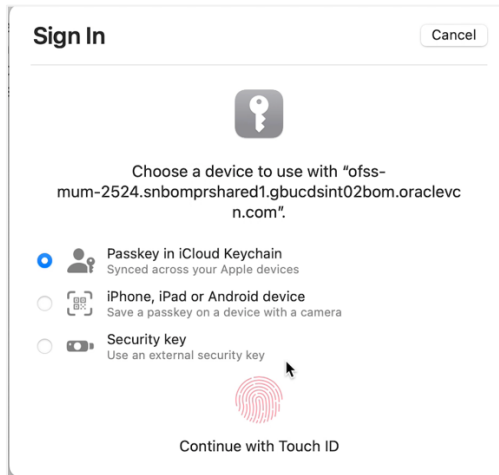 Sign In
Cancel
Choose a device to use with “ofss-
mum-2524.snbomprshared1.gbucdsint02bom.oraclevc
n.com”.
Passkey in iCloud Keychain
Synced across your Apple devices
iPhone, iPad or Android device
Save a passkey on a device with a camera
Security key
Use an external security key
Continue with Touch ID